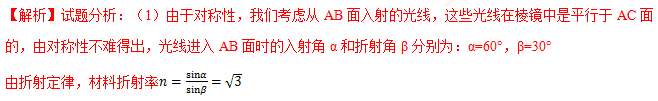 【解析】试题分析：（1）由于对称性，我们考虑从 AB 面入射的光线，这些光线在棱镜中是平行于 AC 面
的，由对称性不难得出，光线进入 AB 面时的入射角 α 和折射角 β 分别为：α=60°，β=30°
由折射定律，材料折射率n = sinα/sinβ = √3